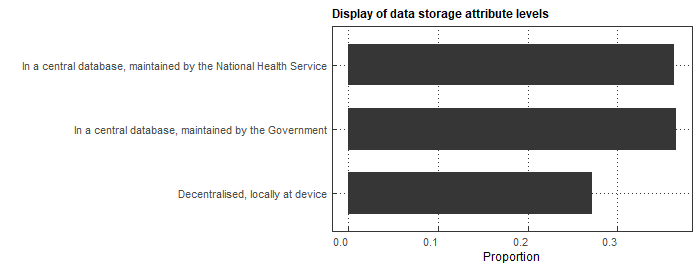 Display of data storage attribute levels
In a central database, maintained by the National Health Service
In a central database, maintained by the Government
Decentralised, locally at device
0.0 0.1 0.2 0.3
Proportion